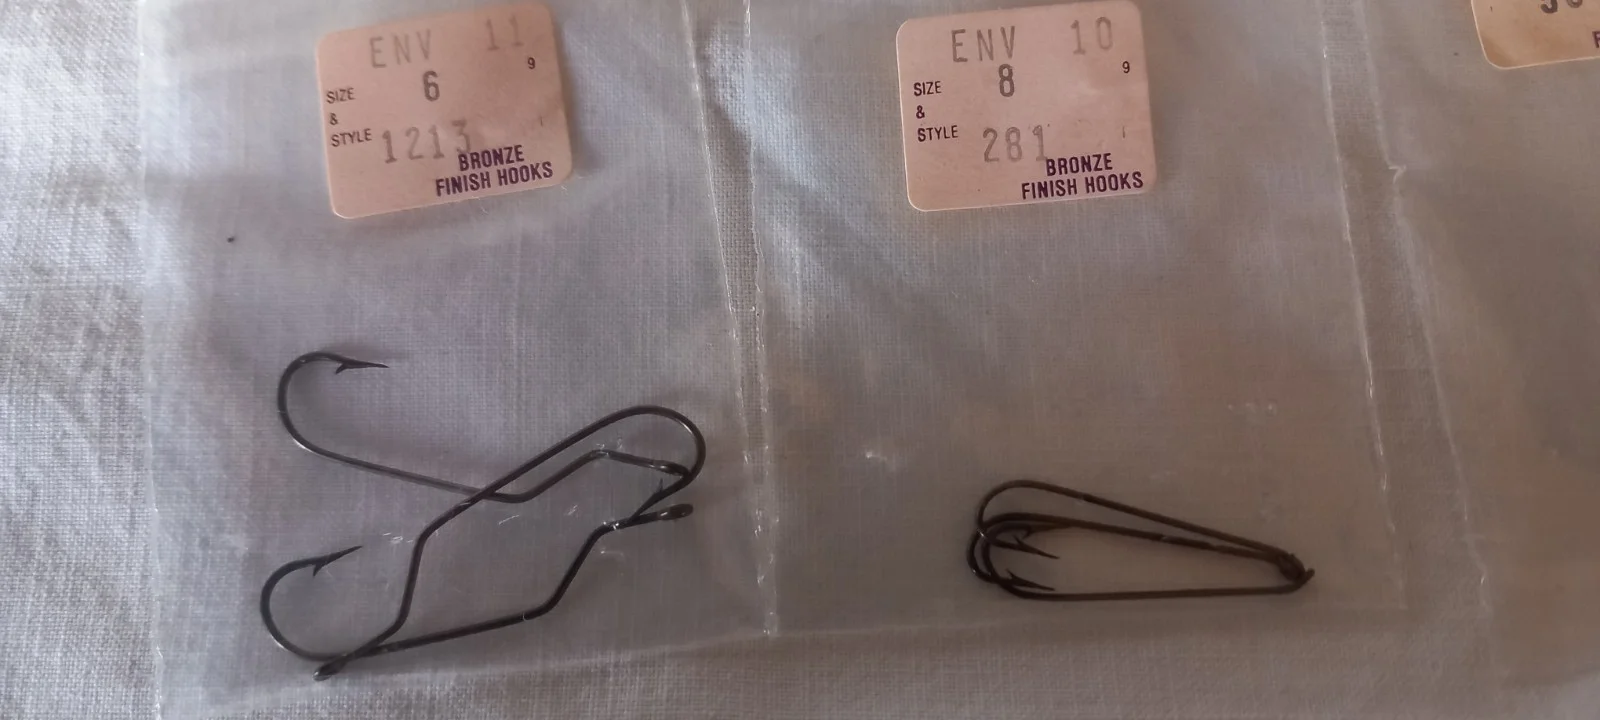 ENV 11
6 9
SIZE
&
STYLE 1213
BRONZE
FINISH HOOKS
ENV 10
8 9
SIZE
&
STYLE 281
BRONZE
FINISH HOOKS